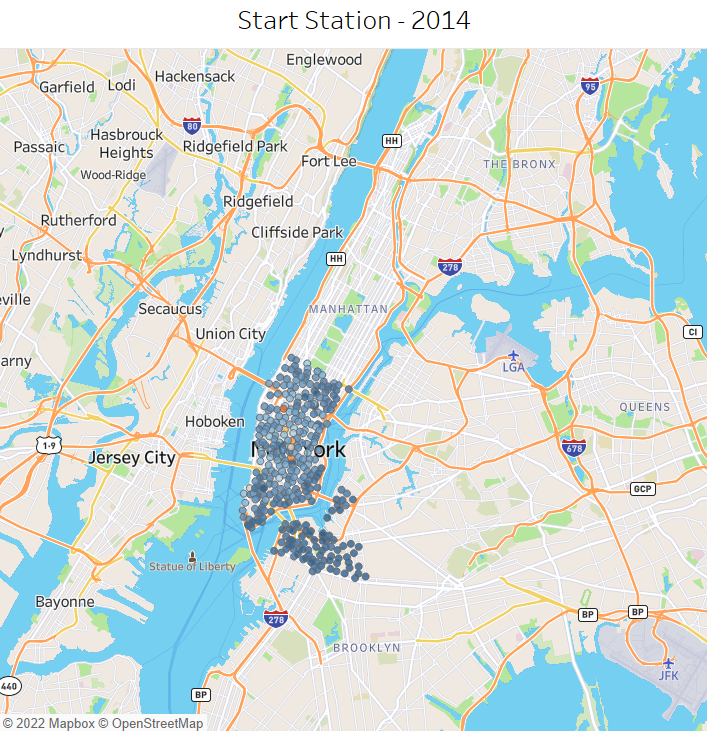 Start Station - 2014
Englewood
Hackensack
Garfield
Lodi
95
80
Hasbrouck
Heights
HH
Passaic
Ridgefield Park
Fort Lee
THE BRONX
Wood-Ridge
Ridgefield
Rutherford
Cliffside Park
Lyndhurst
HH
278
ville
Secaucus
MANHATTAN
Union City
CI
arny
LGA
QUEENS
Hoboken
1-9
678
Jersey City
GCP
Statue of Liberty
Bayonne
BP
BP
278
BROOKLYN
JFK
440
BP
© 2022 Mapbox © OpenStreetMap